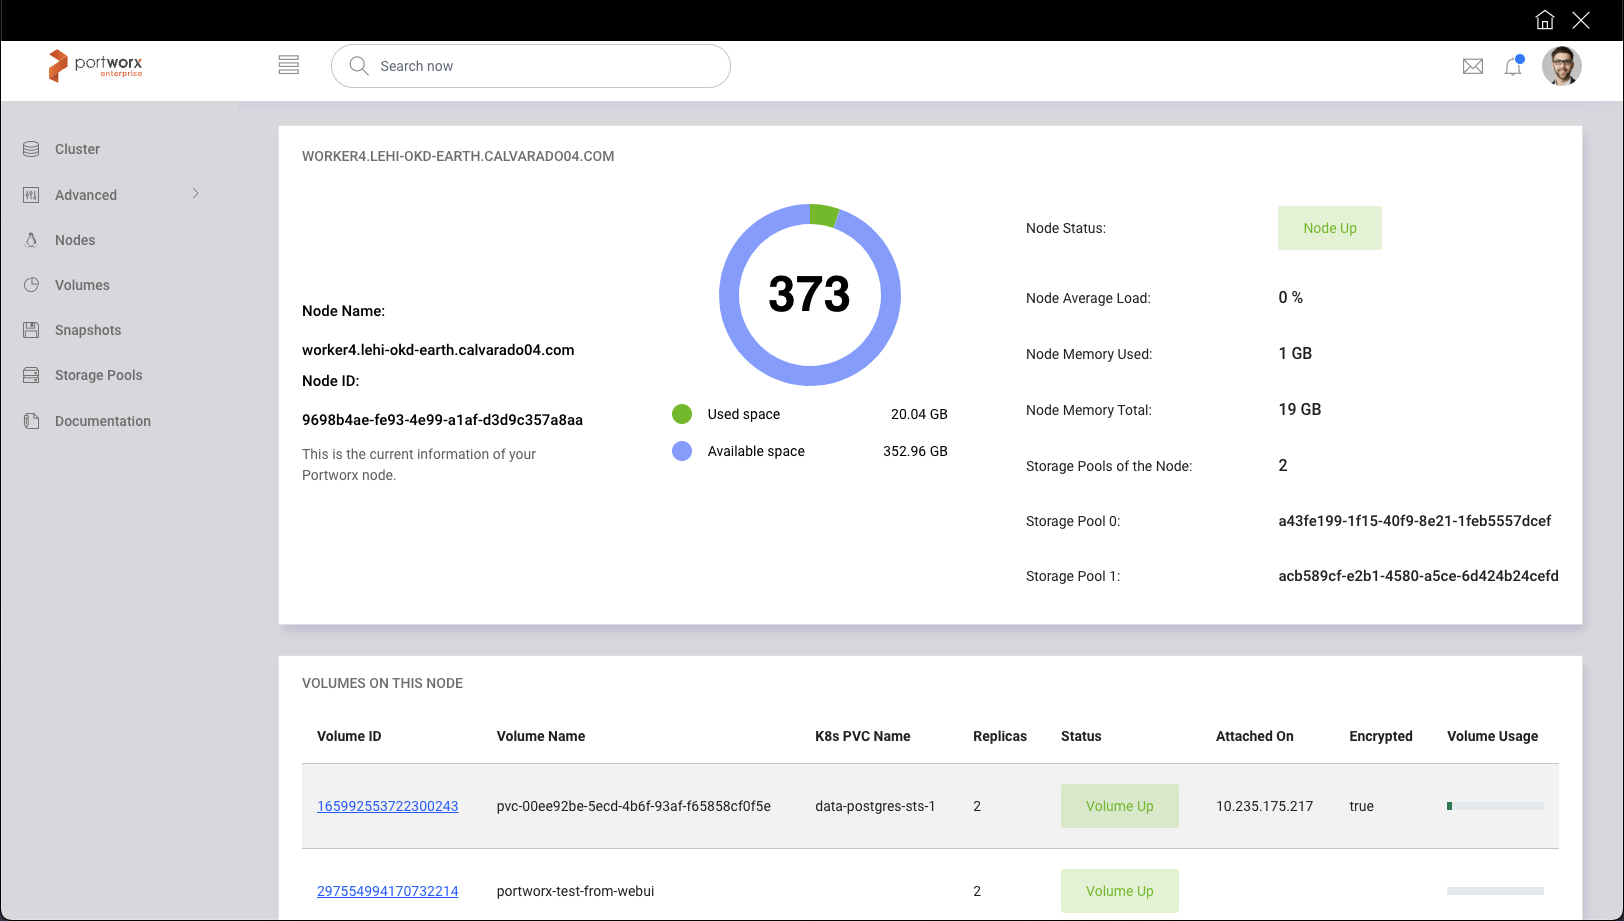 portworx
enterprise
Search now
Cluster
Advanced
Nodes
Volumes
Snapshots
Storage Pools
Documentation
WORKER4.LEHI-OKD-EARTH.CALVARADO04.COM
Node Name:
worker4.lehi-okd-earth.calvarado04.com
Node ID:
9698b4ae-fe93-4e99-a1af-d3d9c357a8aa
This is the current information of your
Portworx node.
373
Used space 20.04 GB
Available space 352.96 GB
Node Status: Node Up
Node Average Load: 0 %
Node Memory Used: 1 GB
Node Memory Total: 19 GB
Storage Pools of the Node: 2
Storage Pool 0: a43fe199-1f15-40f9-8e21-1feb5557dcef
Storage Pool 1: acb589cf-e2b1-4580-a5ce-6d424b24cefd
VOLUMES ON THIS NODE
Volume ID Volume Name K8s PVC Name Replicas Status Attached On Encrypted Volume Usage
165992553722300243 pvc-00ee92be-5ecd-4b6f-93af-f65858cf0f5e data-postgres-sts-1 2 Volume Up 10.235.175.217 true
297554994170732214 portworx-test-from-webui 2 Volume Up